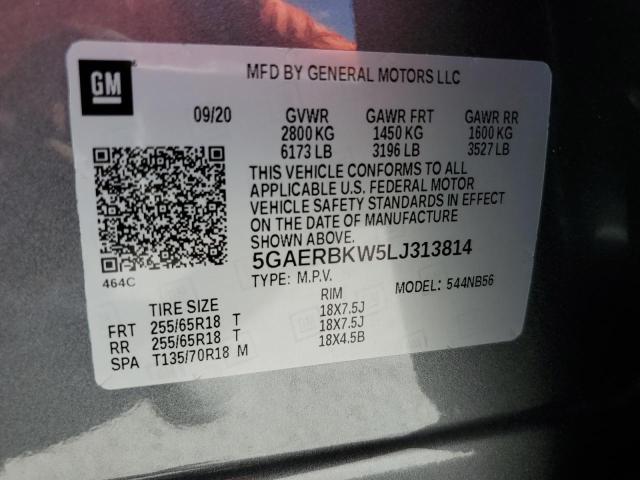 GM
MFD BY GENERAL MOTORS LLC
09/20 GVWR GAWR FRT GAWR RR
2800 KG 1450 KG 1600 KG
6173 LB 3196 LB 3527 LB
THIS VEHICLE CONFORMS TO ALL
APPLICABLE U.S. FEDERAL MOTOR
VEHICLE SAFETY STANDARDS IN EFFECT
ON THE DATE OF MANUFACTURE
SHOWN ABOVE.
5GAERBKW5LJ313814
464C
TYPE: M.P.V. MODEL: 544NB56
TIRE SIZE RIM
FRT 255/65R18 T 18X7.5J
RR 255/65R18 T 18X7.5J
SPA T135/70R18 M 18X4.5B